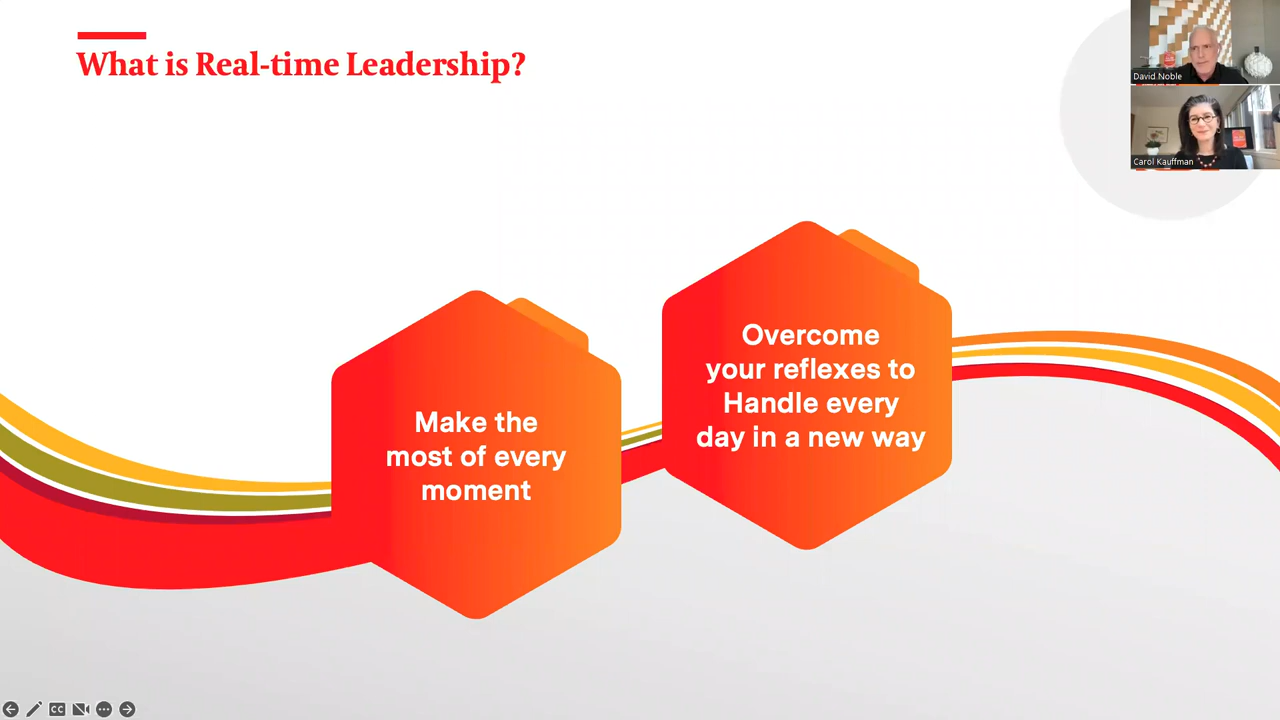 What is Real-time Leadership?
David Noble
Carol Kauffman
Overcome
your reflexes to
Handle every
day in a new way
Make the
most of every
moment
CC